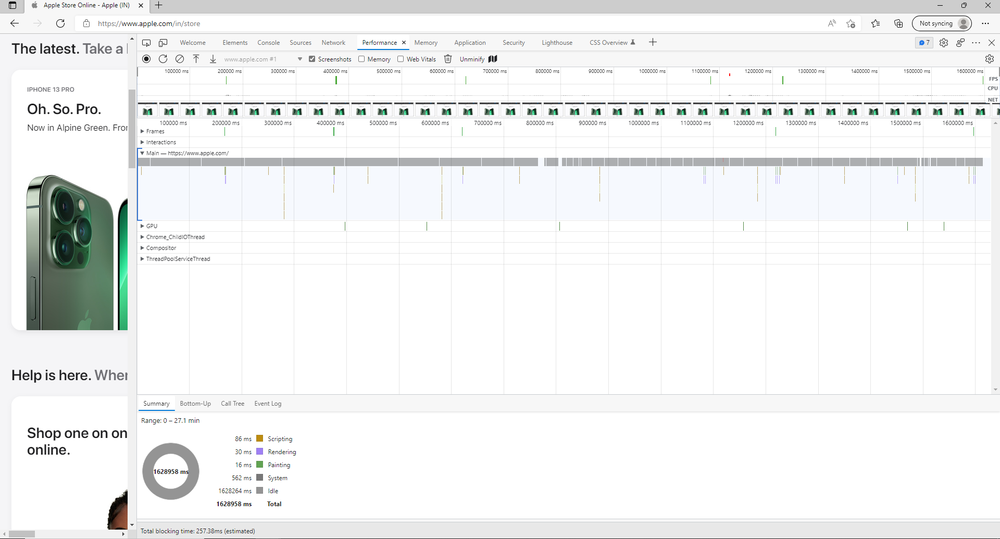 Apple Store Online - Apple (IN)
https://www.apple.com/in/store
Not syncing
The latest. Take a l
IPHONE 13 PRO
Oh. So. Pro.
Now in Alpine Green. Fror
Help is here. Wher
Shop one on on
online.
Welcome Elements Console Sources Network Performance Memory Application Security Lighthouse CSS Overview 7
www.apple.com #1 Screenshots Memory Web Vitals Unminify
100000 ms 200000 ms 300000 ms 400000 ms 500000 ms 600000 ms 700000 ms 800000 ms 900000 ms 1000000 ms 1100000 ms 1200000 ms 1300000 ms 1400000 ms 1500000 ms 1600000 ms
FPS
CPU
NET
100000 ms 200000 ms 300000 ms 400000 ms 500000 ms 600000 ms 700000 ms 800000 ms 900000 ms 1000000 ms 1100000 ms 1200000 ms 1300000 ms 1400000 ms 1500000 ms 1600000 ms
Frames
Interactions
Main — https://www.apple.com/
GPU
Chrome_ChildIOThread
Compositor
ThreadPoolServiceThread
Summary Bottom-Up Call Tree Event Log
Range: 0 – 27.1 min
1628958 ms
86 ms Scripting
30 ms Rendering
16 ms Painting
562 ms System
1628264 ms Idle
1628958 ms Total
Total blocking time: 257.38ms (estimated)